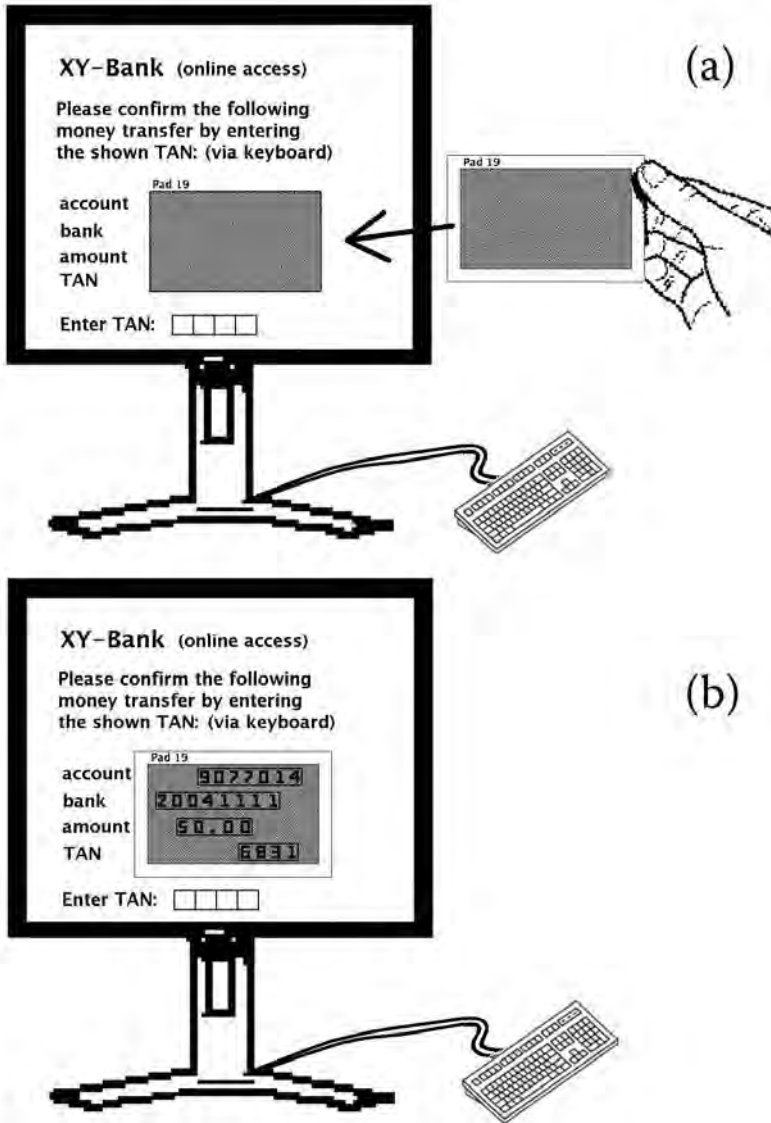 (a)
XY-Bank (online access)
Please confirm the following
money transfer by entering
the shown TAN: (via keyboard)
Pad 19
Pad 19
account
bank
amount
TAN
Enter TAN:
(b)
XY-Bank (online access)
Please confirm the following
money transfer by entering
the shown TAN: (via keyboard)
Pad 19
account 9077014
bank 20041111
amount 50.00
TAN 6831
Enter TAN: